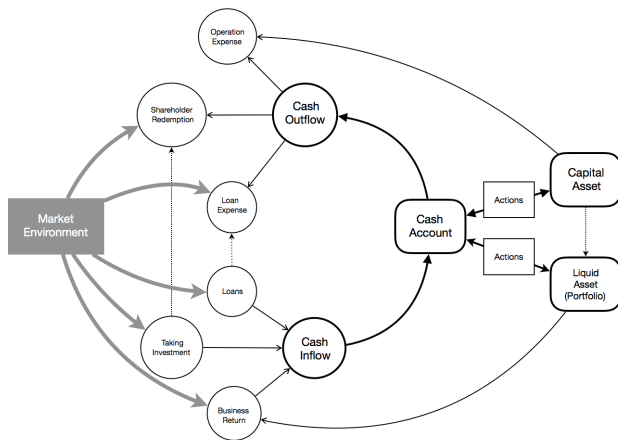 Operation
Expense
Shareholder
Redemption
Cash
Outflow
Capital
Asset
Actions
Loan
Expense
Market
Environment
Cash
Account
Actions
Liquid
Asset
(Portfolio)
Loans
Taking
Investment
Cash
Inflow
Business
Return